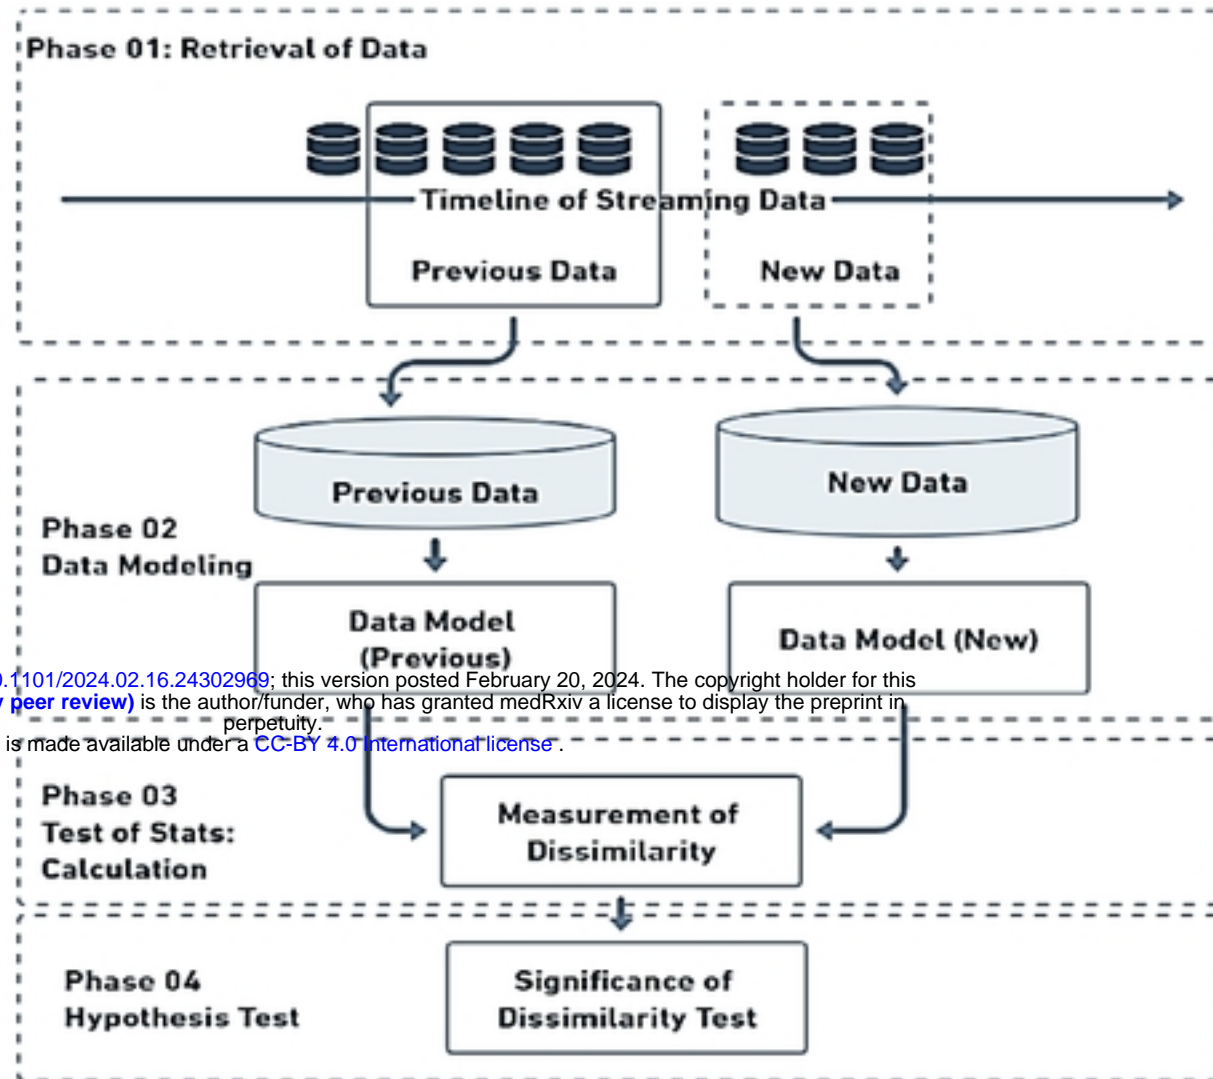 Phase 01: Retrieval of Data
Timeline of Streaming Data
Previous Data
New Data
Previous Data
New Data
Phase 02
Data Modeling
Data Model
(Previous)
Data Model (New)
0.1101/2024.02.16.24302969; this version posted February 20, 2024. The copyright holder for this
y peer review) is the author/funder, who has granted medRxiv a license to display the preprint in
perpetuity.
is made available under a CC-BY 4.0 International license .
Phase 03
Test of Stats:
Calculation
Measurement of
Dissimilarity
Phase 04
Hypothesis Test
Significance of
Dissimilarity Test